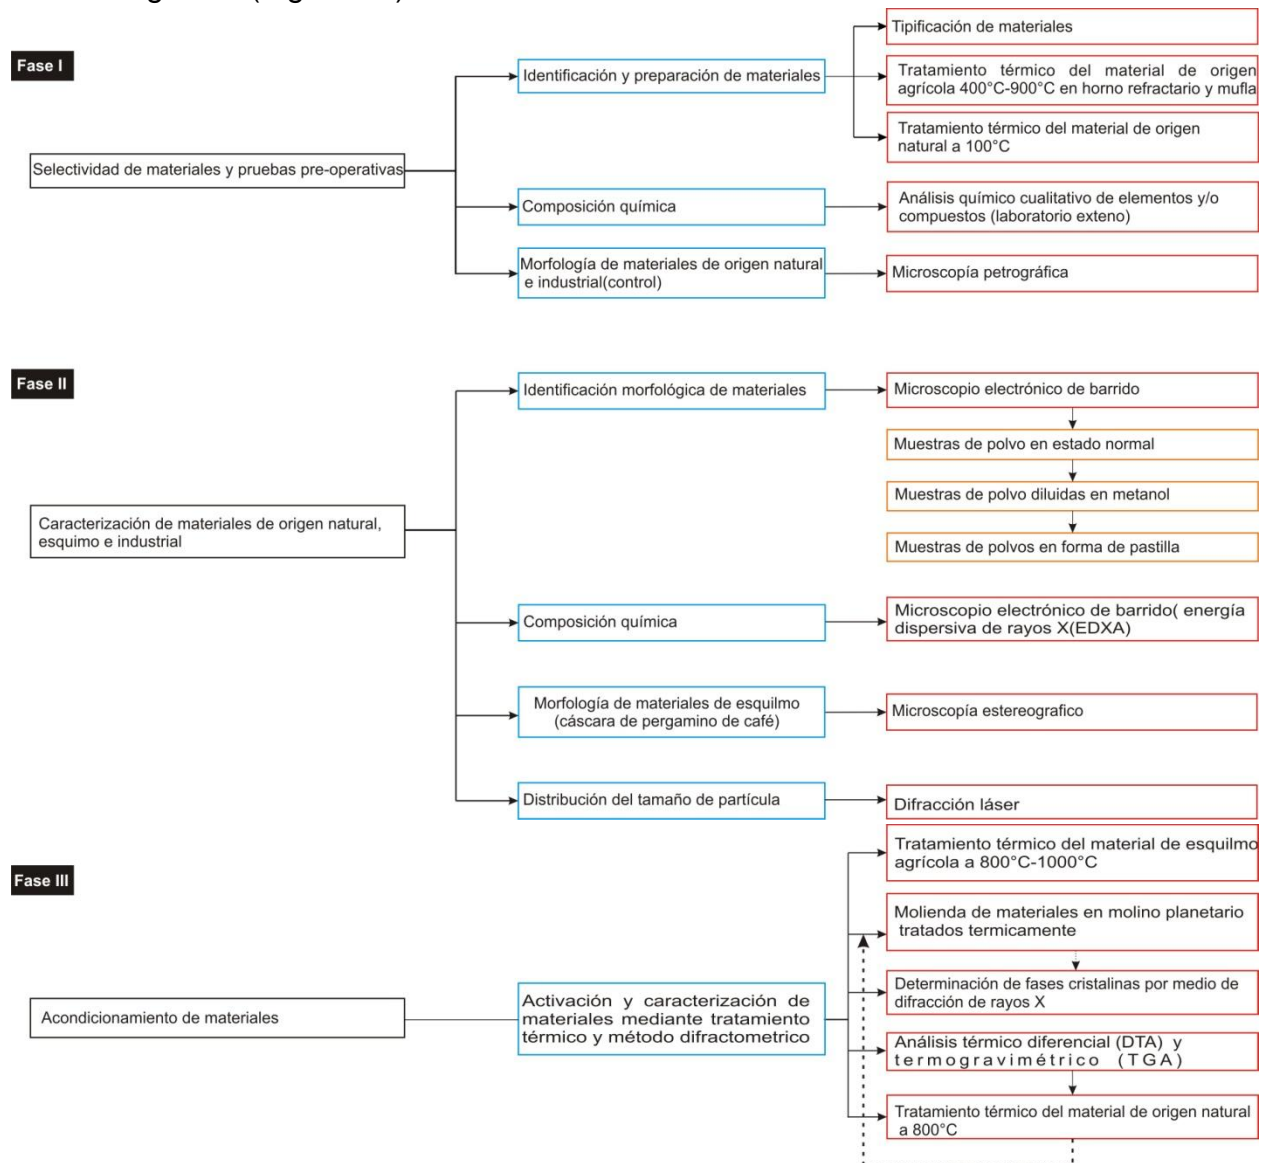 Fase I
Selectividad de materiales y pruebas pre-operativas
Identificación y preparación de materiales
Tipificación de materiales
Tratamiento térmico del material de origen
agrícola 400°C-900°C en horno refractario y mufla
Tratamiento térmico del material de origen
natural a 100°C
Composición química
Análisis químico cualitativo de elementos y/o
compuestos (laboratorio exteno)
Morfología de materiales de origen natural
e industrial(control)
Microscopía petrográfica
Fase II
Caracterización de materiales de origen natural,
esquimo e industrial
Identificación morfológica de materiales
Microscopio electrónico de barrido
Muestras de polvo en estado normal
Muestras de polvo diluidas en metanol
Muestras de polvos en forma de pastilla
Composición química
Microscopio electrónico de barrido( energía
dispersiva de rayos X(EDXA)
Morfología de materiales de esquilmo
(cáscara de pergamino de café)
Microscopía estereografico
Distribución del tamaño de partícula
Difracción láser
Fase III
Acondicionamiento de materiales
Activación y caracterización de
materiales mediante tratamiento
térmico y método difractometrico
Tratamiento térmico del material de esquilmo
agrícola a 800°C-1000°C
Molienda de materiales en molino planetario
tratados termicamente
Determinación de fases cristalinas por medio de
difracción de rayos X
Análisis térmico diferencial (DTA) y
termogravimétrico (TGA)
Tratamiento térmico del material de origen natural
a 800°C